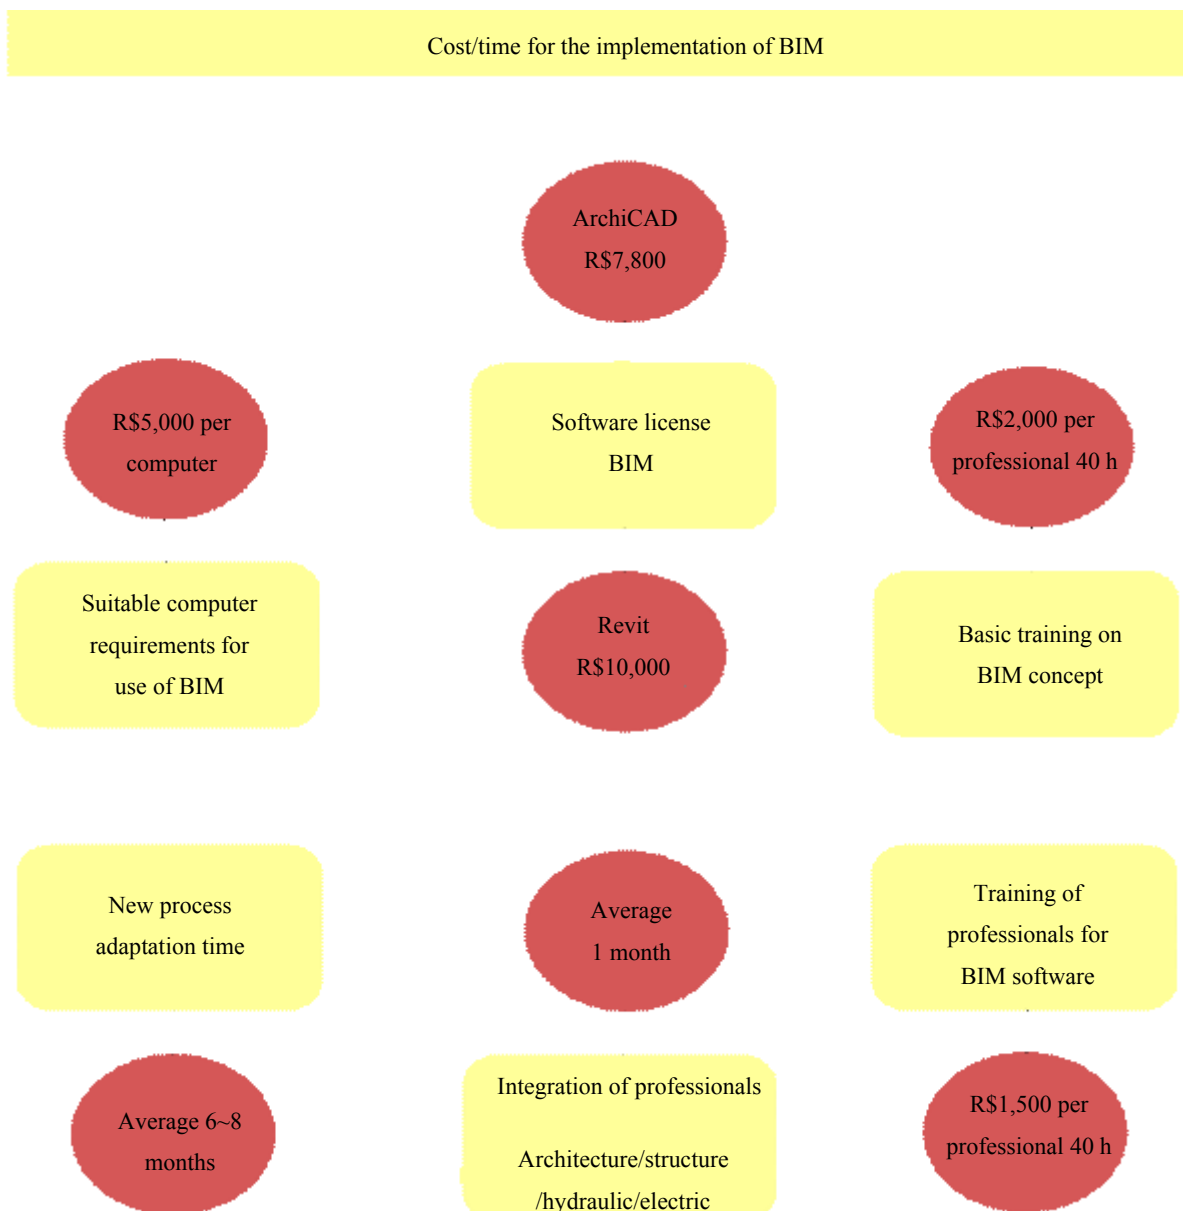 Cost/time for the implementation of BIM
ArchiCAD
R$7,800
R$5,000 per
computer
Software license
BIM
R$2,000 per
professional 40 h
Suitable computer
requirements for
use of BIM
Revit
R$10,000
Basic training on
BIM concept
New process
adaptation time
Average
1 month
Training of
professionals for
BIM software
Average 6~8
months
Integration of professionals
Architecture/structure
/hydraulic/electric
R$1,500 per
professional 40 h